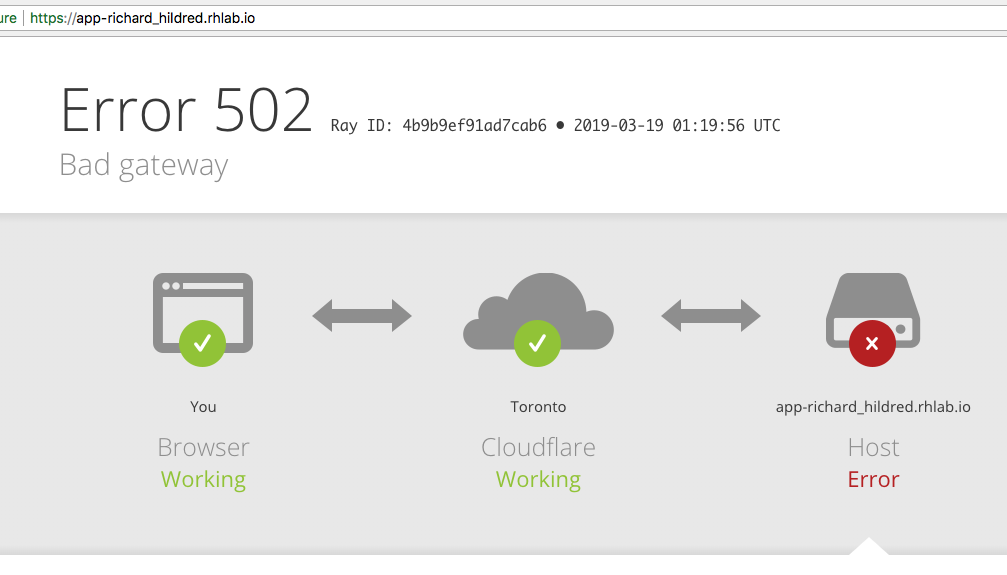 ure | https://app-richard_hildred.rhlab.io
Error 502 Ray ID: 4b9b9ef91ad7cab6 • 2019-03-19 01:19:56 UTC
Bad gateway
You Toronto app-richard_hildred.rhlab.io
Browser Cloudflare Host
Working Working Error